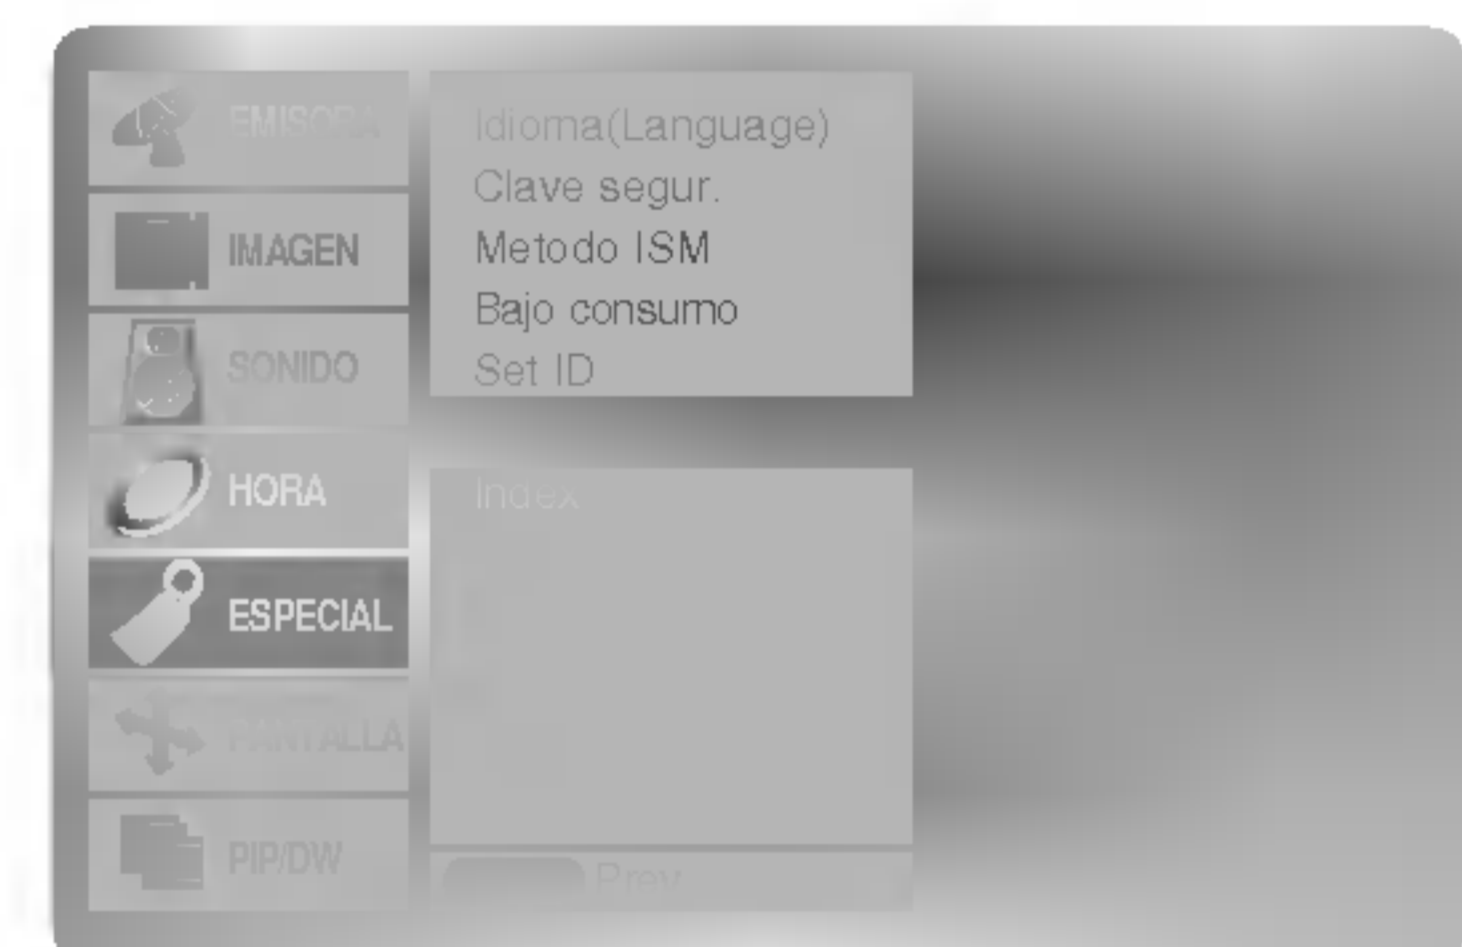 EMISORA
IMAGEN
SONIDO
HORA
ESPECIAL
PANTALLA
PIP/DW
Idioma(Language)
Clave segur.
Metodo ISM
Bajo consumo
Set ID
Index
Prev